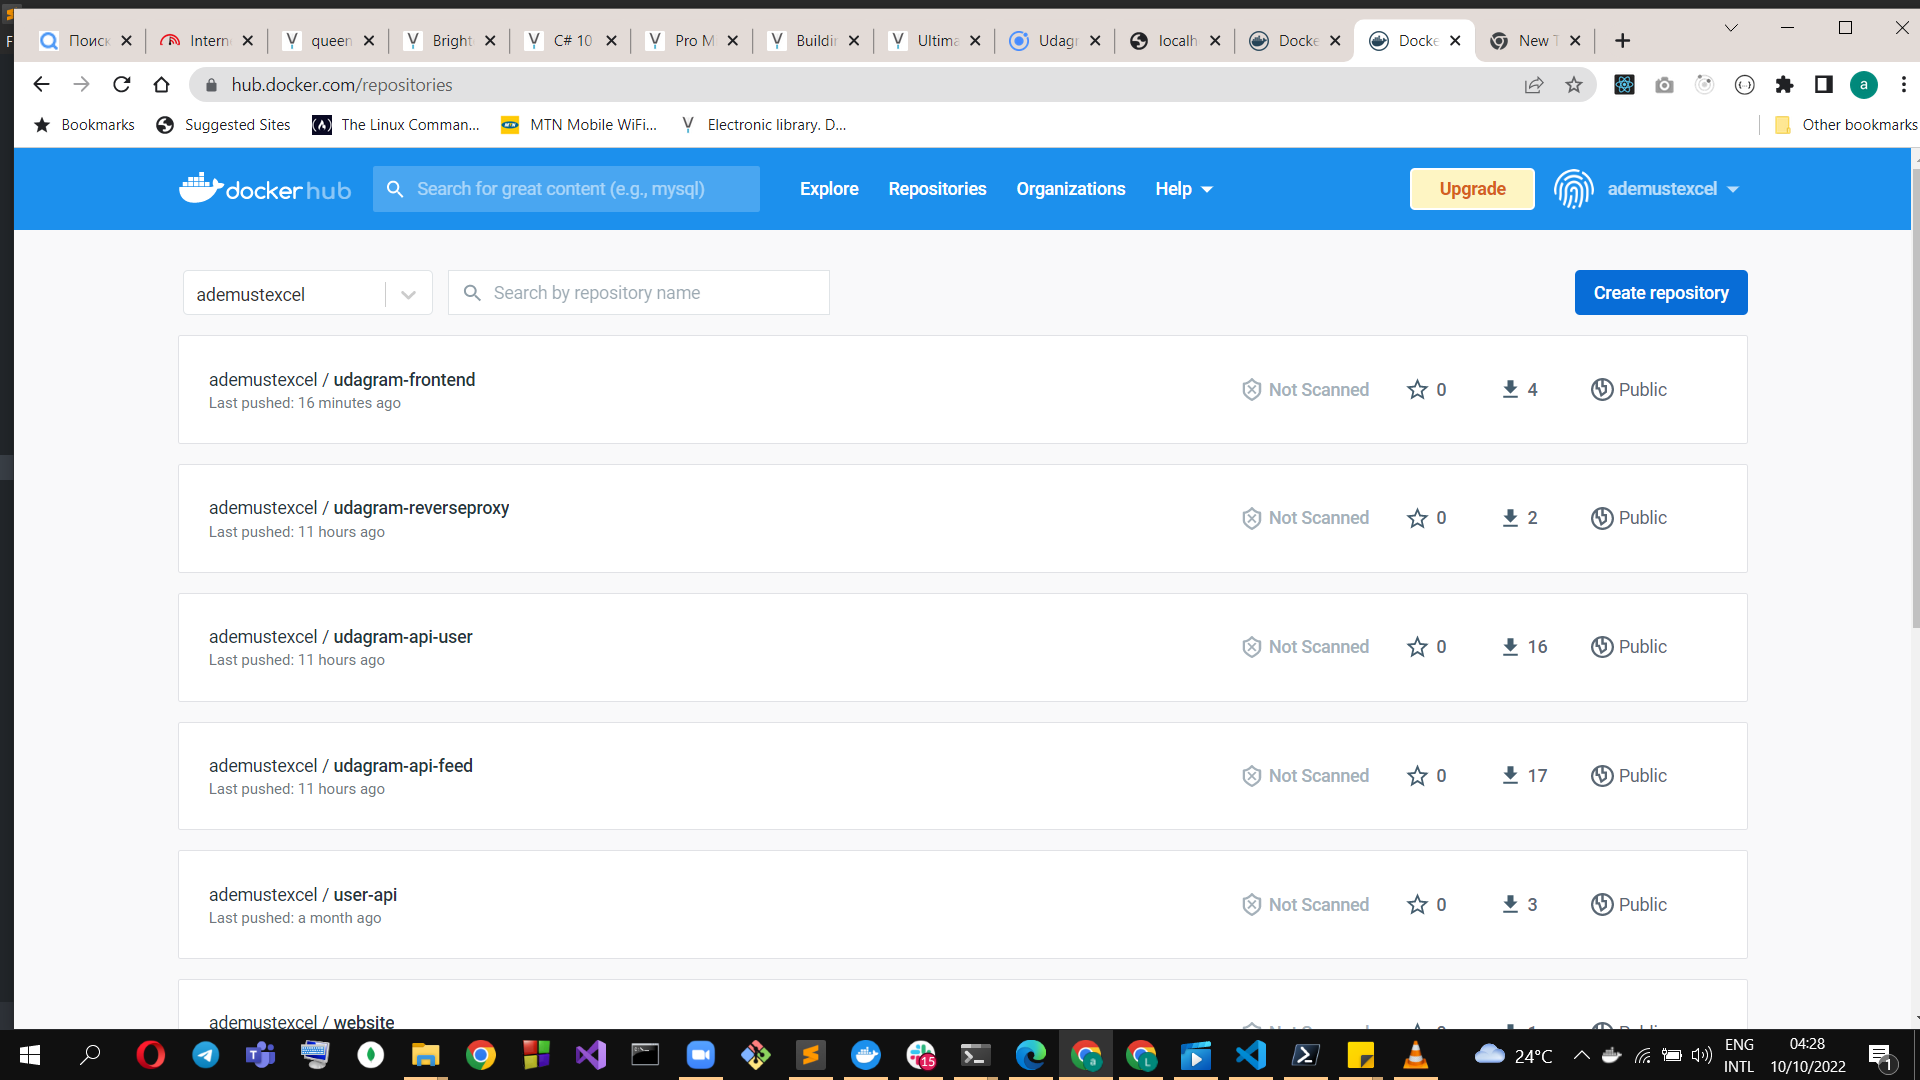 Поиск Intern queen Bright C# 10 Pro M Buildin Ultima Udagr localh Docke Docke New T
hub.docker.com/repositories
a
Bookmarks Suggested Sites The Linux Comman... MTN Mobile WiFi... Electronic library. D... Other bookmarks
docker hub Search for great content (e.g., mysql) Explore Repositories Organizations Help Upgrade ademustexcel
ademustexcel Search by repository name Create repository
ademustexcel / udagram-frontend
Last pushed: 16 minutes ago
Not Scanned 0 4 Public
ademustexcel / udagram-reverseproxy
Last pushed: 11 hours ago
Not Scanned 0 2 Public
ademustexcel / udagram-api-user
Last pushed: 11 hours ago
Not Scanned 0 16 Public
ademustexcel / udagram-api-feed
Last pushed: 11 hours ago
Not Scanned 0 17 Public
ademustexcel / user-api
Last pushed: a month ago
Not Scanned 0 3 Public
ademustexcel / website
15
24°C
ENG
INTL
04:28
10/10/2022
1